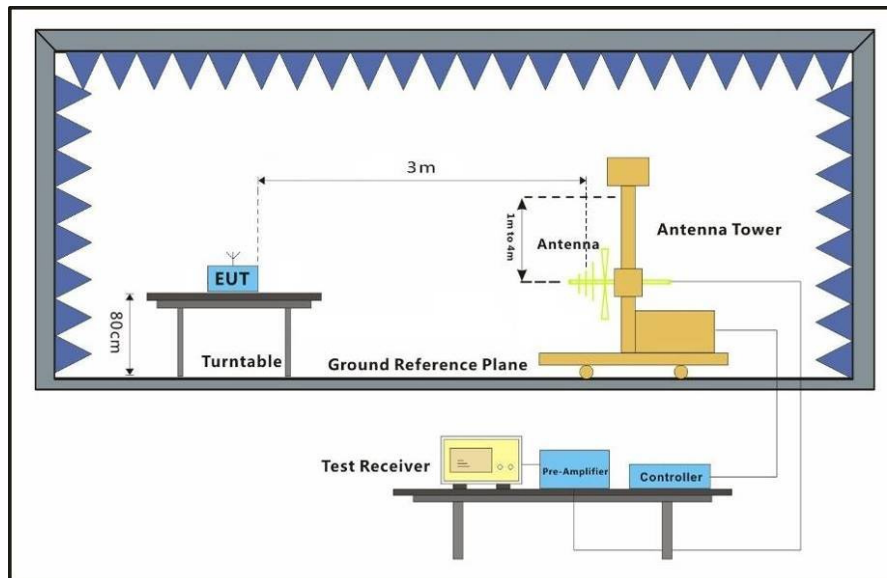 3m
1m to 4m
Antenna
Antenna Tower
EUT
80cm
Turntable
Ground Reference Plane
Test Receiver
Pre-Amplifier
Controller